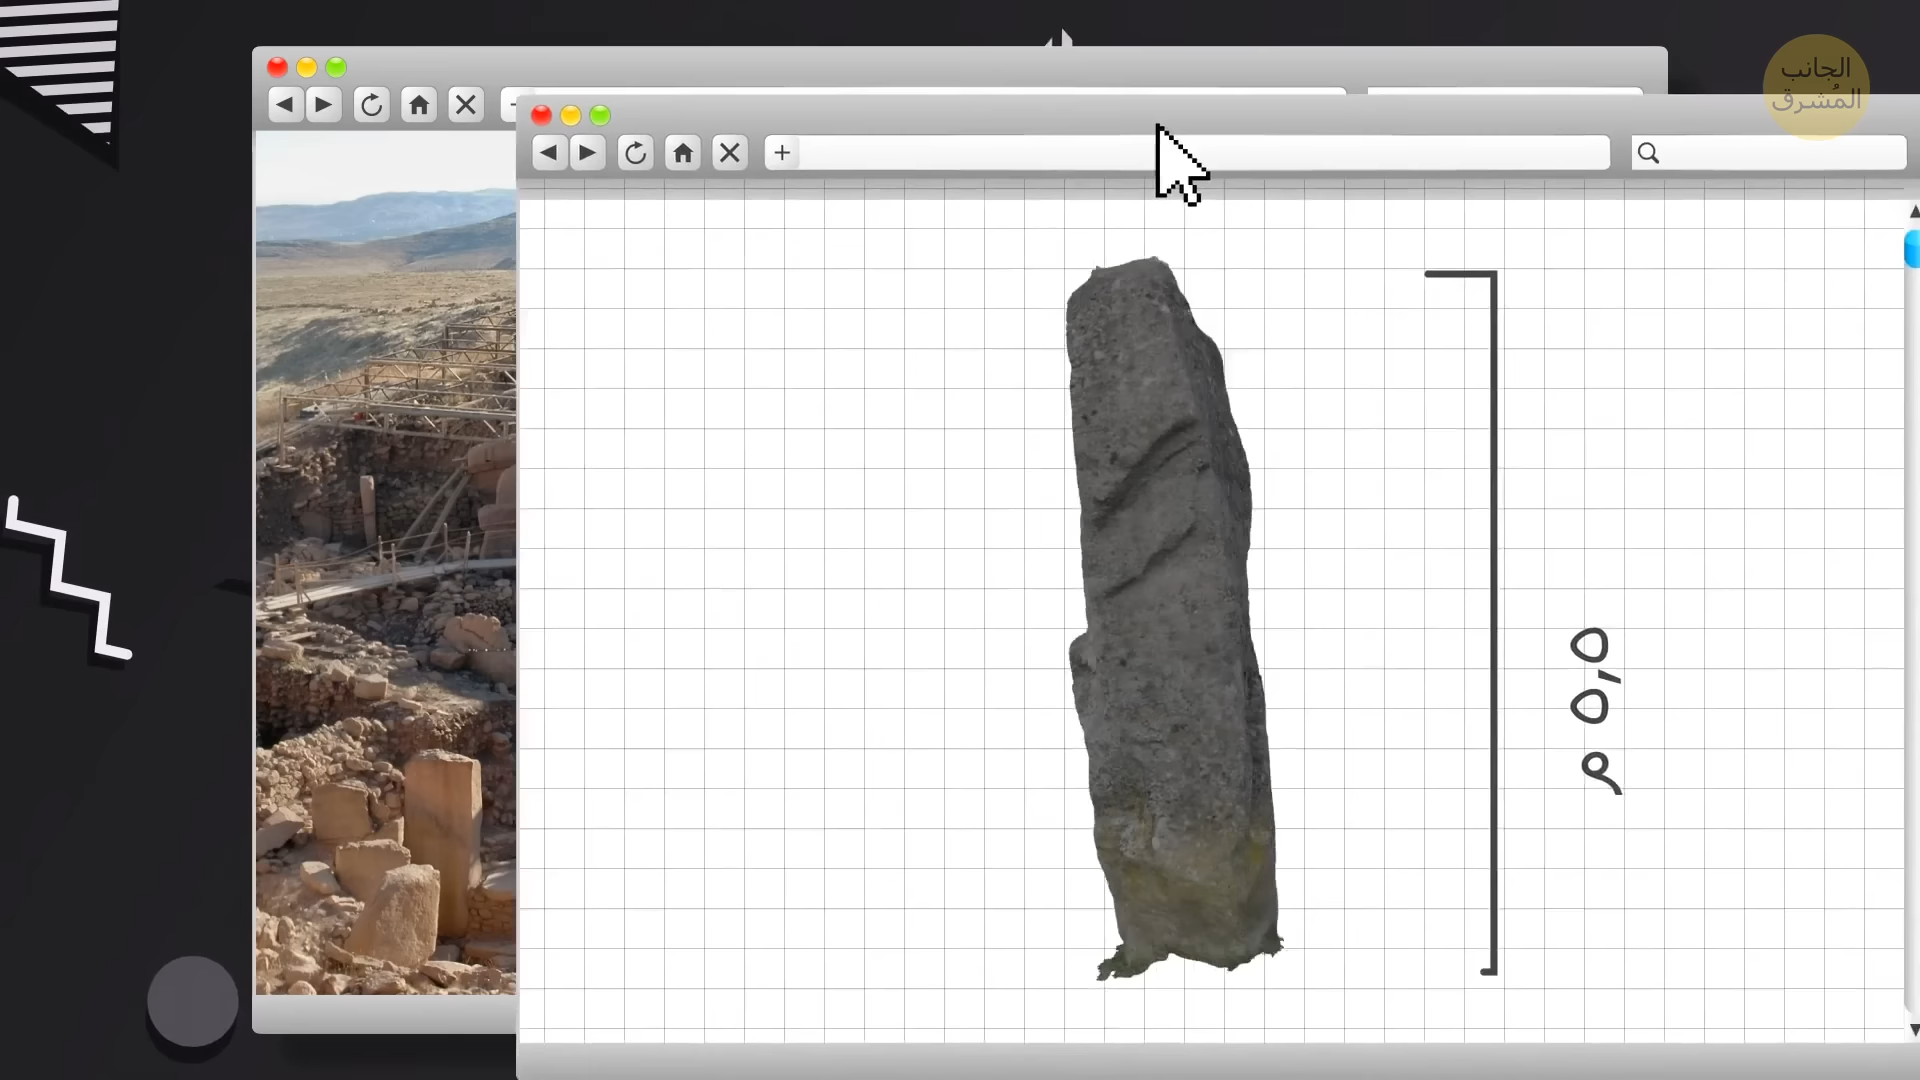 الجانب
المُشرق
٥,٥ م